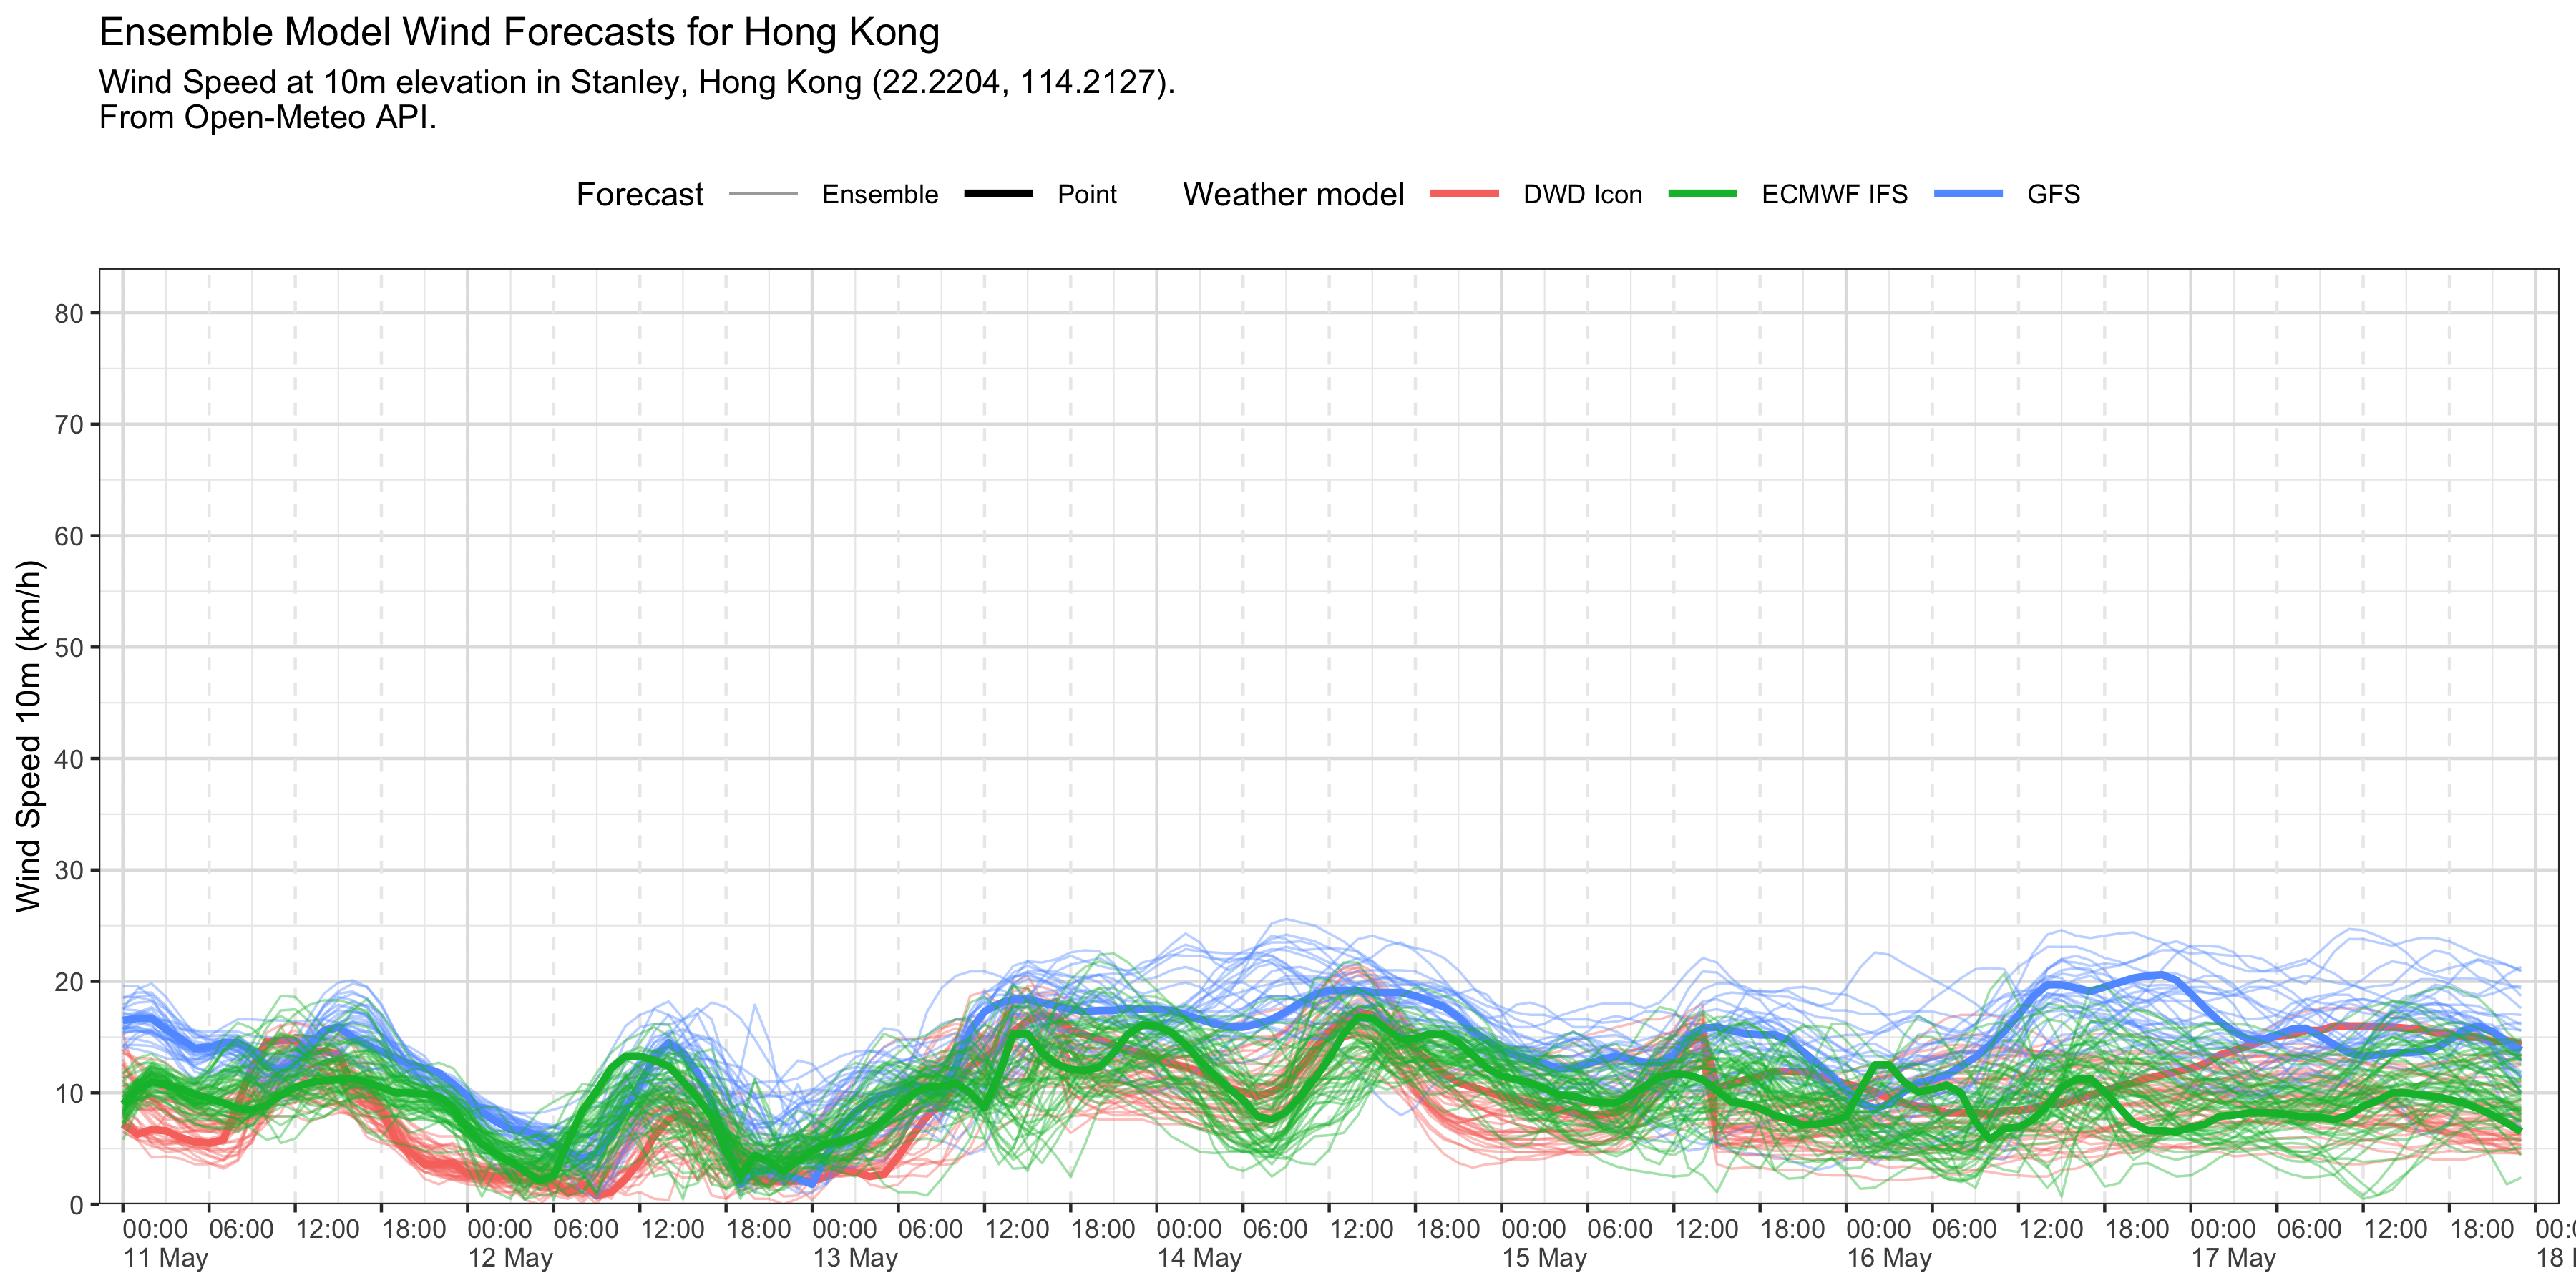 Ensemble Model Wind Forecasts for Hong Kong
Wind Speed at 10m elevation in Stanley, Hong Kong (22.2204, 114.2127).
From Open-Meteo API.
Forecast Ensemble Point Weather model DWD Icon ECMWF IFS GFS
Wind Speed 10m (km/h)
80
70
60
50
40
30
20
10
0
00:00 06:00 12:00 18:00 00:00 06:00 12:00 18:00 00:00 06:00 12:00 18:00 00:00 06:00 12:00 18:00 00:00 06:00 12:00 18:00 00:00 06:00 12:00 18:00 00:00 06:00 12:00 18:00
11 May 12 May 13 May 14 May 15 May 16 May 17 May 18